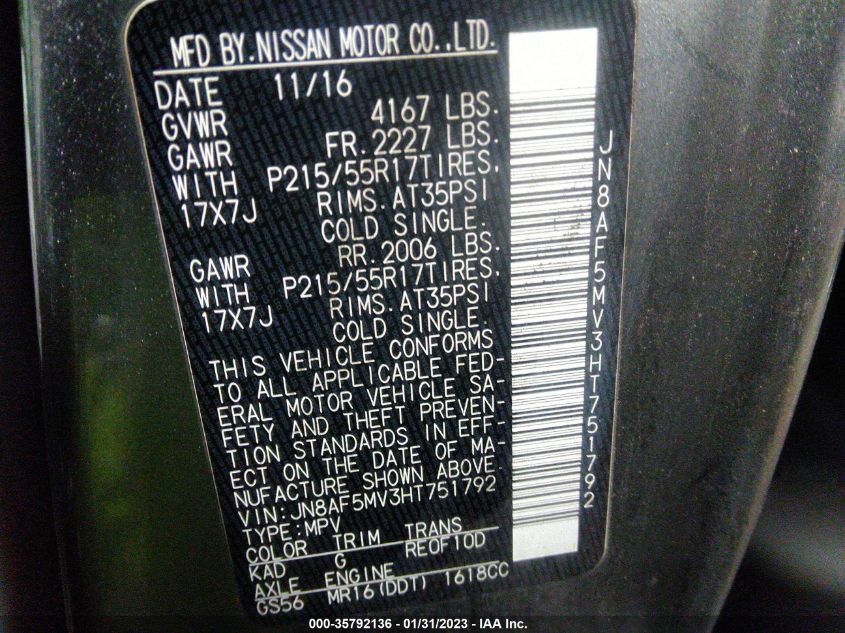 MFD BY.NISSAN MOTOR CO.,LTD.
DATE 11/16
GVWR 4167 LBS.
GAWR FR.2227 LBS.
WITH P215/55R17TIRES,
17X7J RIMS.AT35PSI
COLD SINGLE.
GAWR RR.2006 LBS.
WITH P215/55R17TIRES,
17X7J RIMS.AT35PSI
COLD SINGLE.
THIS VEHICLE CONFORMS
TO ALL APPLICABLE FED-
ERAL MOTOR VEHICLE SA-
FETY AND THEFT PREVEN-
TION STANDARDS IN EFF-
ECT ON THE DATE OF MA-
NUFACTURE SHOWN ABOVE.
VIN:JN8AF5MV3HT751792
TYPE:MPV
COLOR TRIM TRANS
KAD G RE0F10D
AXLE ENGINE
GS56 MR16(DDT) 1618CC
JN8AF5MV3HT751792
000-35792136 - 01/31/2023 - IAA Inc.